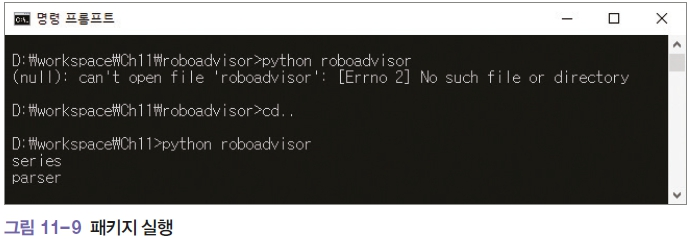 명령 프롬프트
D:₩workspace₩Ch11₩roboadvisor>python roboadvisor
(null): can't open file 'roboadvisor': [Errno 2] No such file or directory
D:₩workspace₩Ch11₩roboadvisor>cd..
D:₩workspace₩Ch11>python roboadvisor
series
parser
그림 11-9 패키지 실행